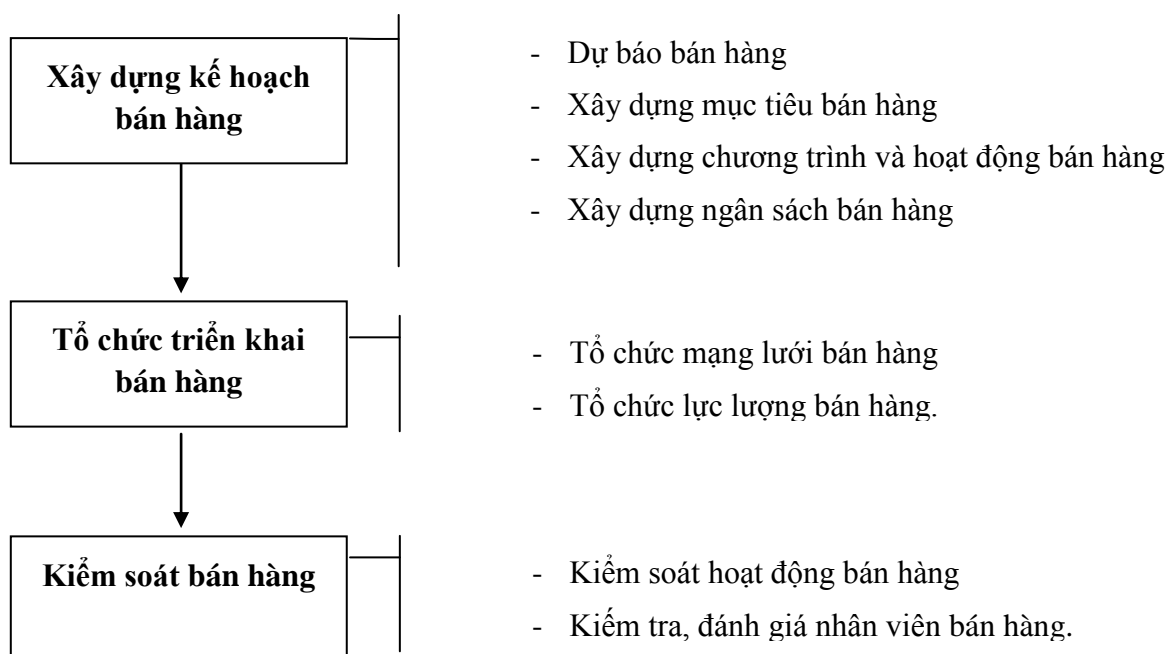 Xây dựng kế hoạch
bán hàng
- Dự báo bán hàng
- Xây dựng mục tiêu bán hàng
- Xây dựng chương trình và hoạt động bán hàng
- Xây dựng ngân sách bán hàng
Tổ chức triển khai
bán hàng
- Tổ chức mạng lưới bán hàng
- Tổ chức lực lượng bán hàng.
Kiểm soát bán hàng
- Kiểm soát hoạt động bán hàng
- Kiếm tra, đánh giá nhân viên bán hàng.